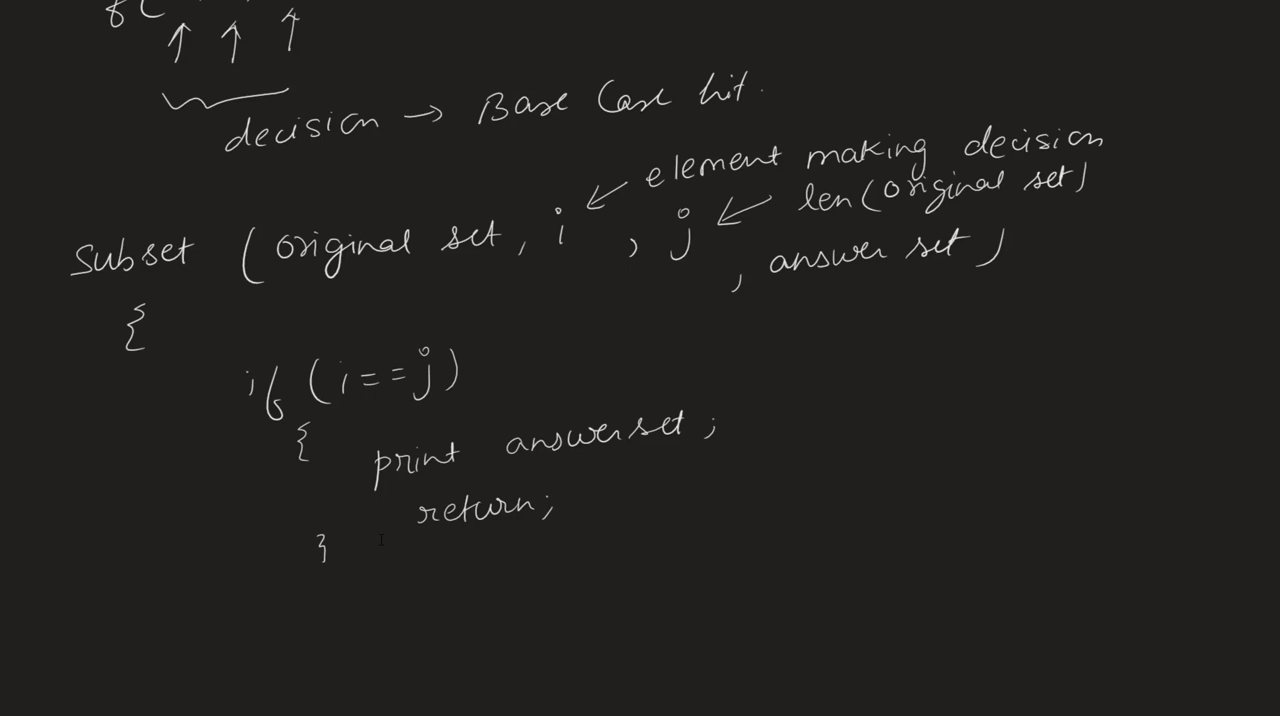 decision → Base Case hit.
element making decision
len(original set)
Subset (original set, i , j , answer set)
{
if (i==j)
{ print answerset;
return;
}